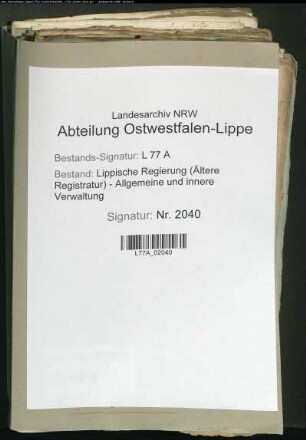 Landesarchiv NRW
Abteilung Ostwestfalen-Lippe
Bestands-Signatur: L 77 A
Bestand: Lippische Regierung (Ältere
Registratur) - Allgemeine und innere
Verwaltung
Signatur: Nr. 2040
L77A_02040